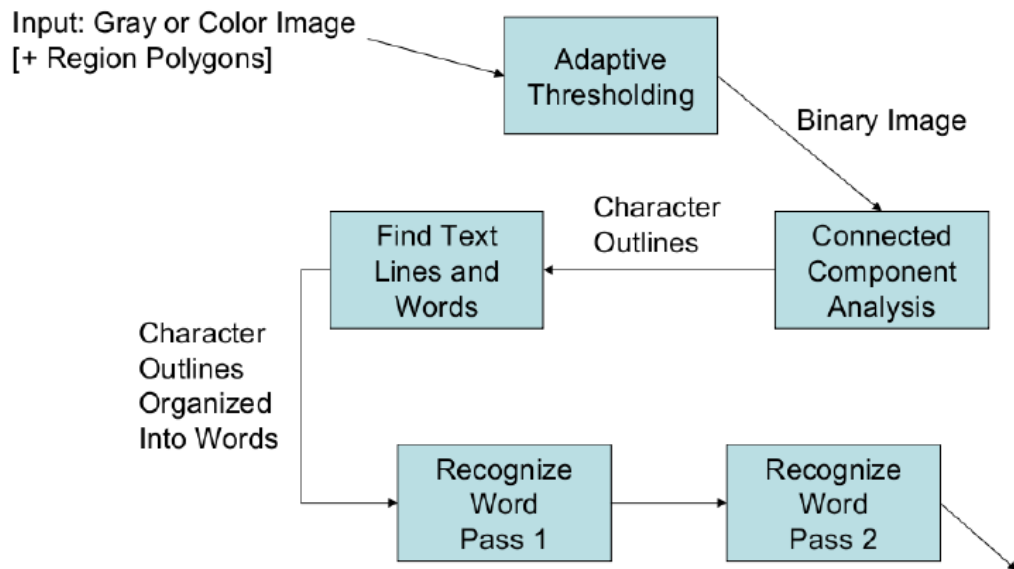 Input: Gray or Color Image
[+ Region Polygons]
Adaptive
Thresholding
Binary Image
Connected
Component
Analysis
Character
Outlines
Find Text
Lines and
Words
Character
Outlines
Organized
Into Words
Recognize
Word
Pass 1
Recognize
Word
Pass 2